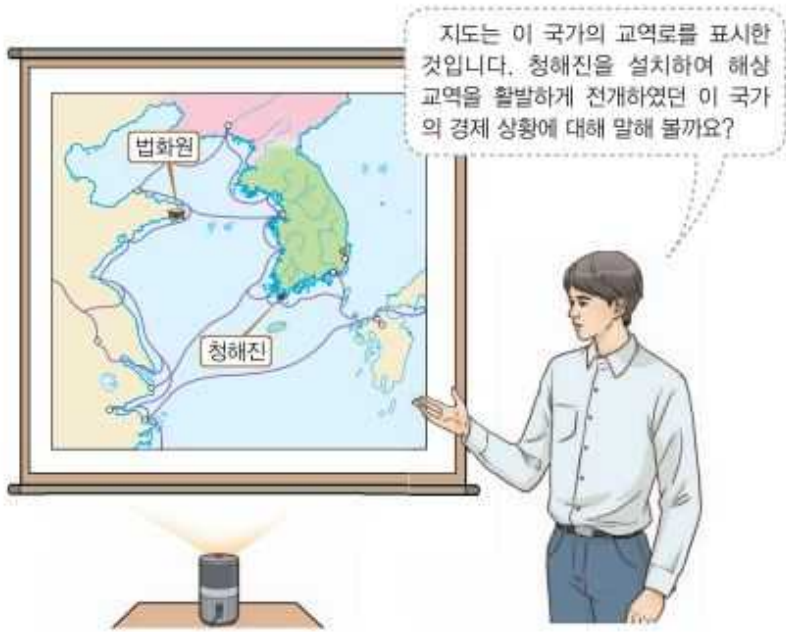 지도는 이 국가의 교역로를 표시한
것입니다. 청해진을 설치하여 해상
교역을 활발하게 전개하였던 이 국가
의 경제 상황에 대해 말해 볼까요?
법화원
청해진